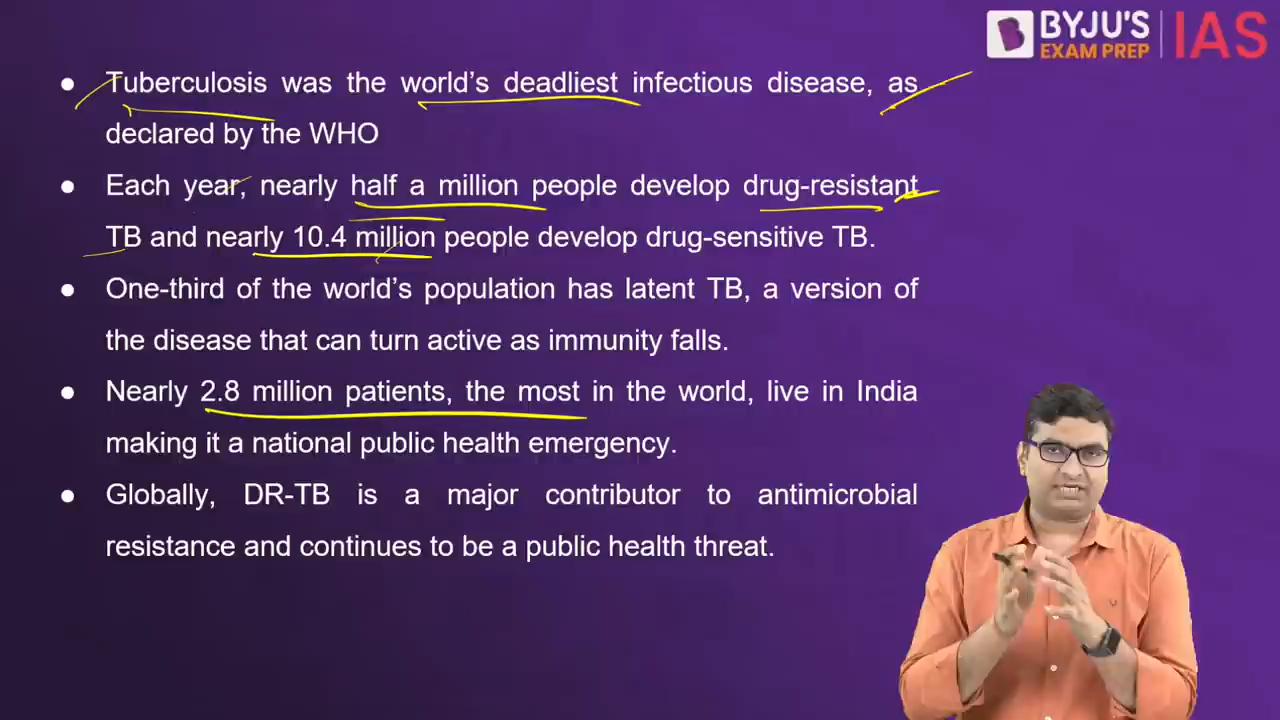 BYJU'S
EXAM PREP
IAS
● Tuberculosis was the world's deadliest infectious disease, as
declared by the WHO
● Each year, nearly half a million people develop drug-resistant
TB and nearly 10.4 million people develop drug-sensitive TB.
● One-third of the world's population has latent TB, a version of
the disease that can turn active as immunity falls.
● Nearly 2.8 million patients, the most in the world, live in India
making it a national public health emergency.
● Globally, DR-TB is a major contributor to antimicrobial
resistance and continues to be a public health threat.